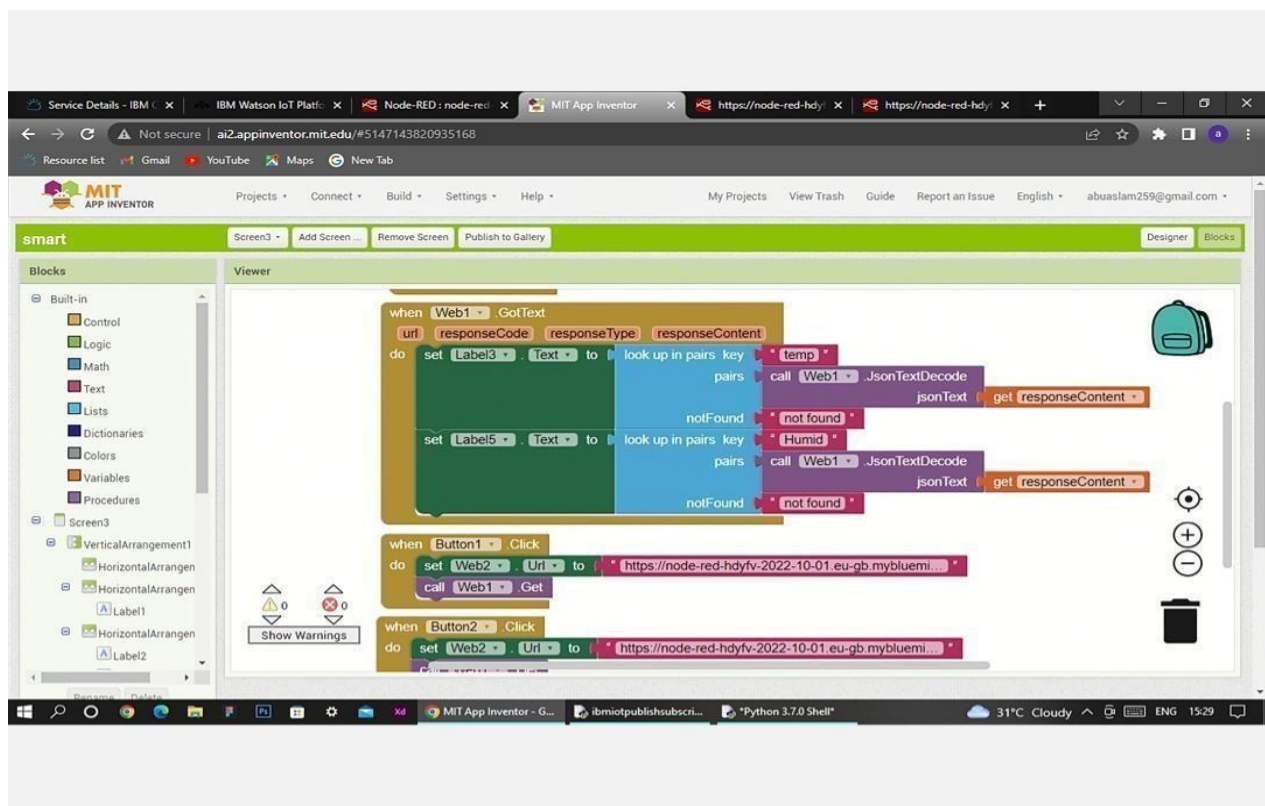 Service Details - IBM C
IBM Watson IoT Platfo
Node-RED : node-red
MIT App Inventor
https://node-red-hdy
https://node-red-hdy
Not secure | ai2.appinventor.mit.edu/#5147143820935168
a
Resource list Gmail YouTube Maps New Tab
MIT
APP INVENTOR
Projects Connect Build Settings Help My Projects View Trash Guide Report an Issue English abuaslam259@gmail.com
smart Screen3 Add Screen ... Remove Screen Publish to Gallery Designer Blocks
Blocks
Viewer
Built-in
Control
Logic
Math
Text
Lists
Dictionaries
Colors
Variables
Procedures
Screen3
VerticalArrangement1
HorizontalArrangen
HorizontalArrangen
Label1
HorizontalArrangen
Label2
Rename Delete
when Web1 .GotText
url responseCode responseType responseContent
do set Label3 . Text to look up in pairs key " temp "
pairs call Web1 .JsonTextDecode
jsonText get responseContent
notFound " not found "
set Label5 . Text to look up in pairs key " Humid "
pairs call Web1 .JsonTextDecode
jsonText get responseContent
notFound " not found "
when Button1 .Click
do set Web2 . Url to " https://node-red-hdyfv-2022-10-01.eu-gb.mybluemi... "
call Web1 .Get
when Button2 .Click
do set Web2 . Url to " https://node-red-hdyfv-2022-10-01.eu-gb.mybluemi... "
0 0
Show Warnings
Ps Xd MIT App Inventor - G... ibmiotpublishsubscri... *Python 3.7.0 Shell* 31°C Cloudy ENG 15:29